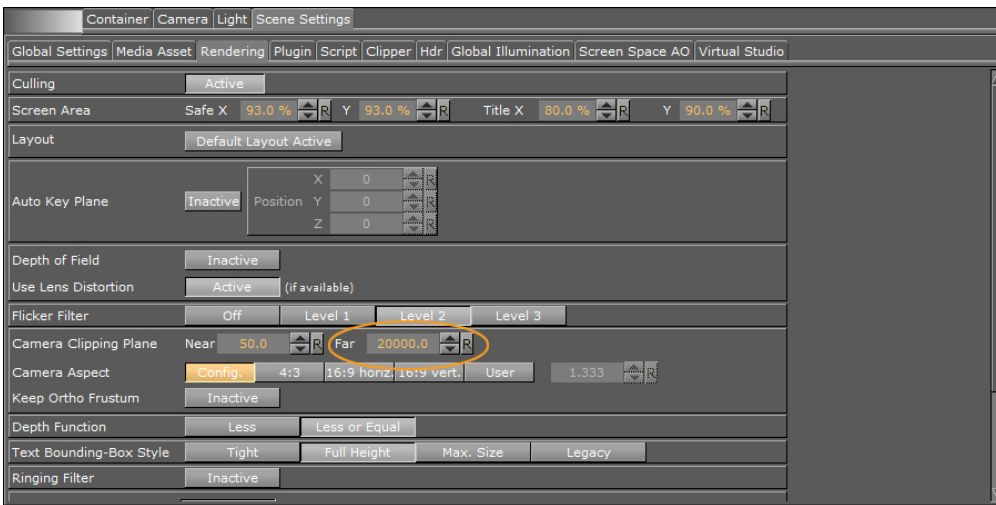 Container Camera Light Scene Settings
Global Settings Media Asset Rendering Plugin Script Clipper Hdr Global Illumination Screen Space AO Virtual Studio
Culling Active
Screen Area Safe X 93.0 % R Y 93.0 % R Title X 80.0 % R Y 90.0 % R
Layout Default Layout Active
X 0 R
Auto Key Plane Inactive Position Y 0 R
Z 0 R
Depth of Field Inactive
Use Lens Distortion Active (if available)
Flicker Filter Off Level 1 Level 2 Level 3
Camera Clipping Plane Near 50.0 R Far 20000.0 R
Camera Aspect Config. 4:3 16:9 horiz. 16:9 vert. User 1.333 R
Keep Ortho Frustum Inactive
Depth Function Less Less or Equal
Text Bounding-Box Style Tight Full Height Max. Size Legacy
Ringing Filter Inactive